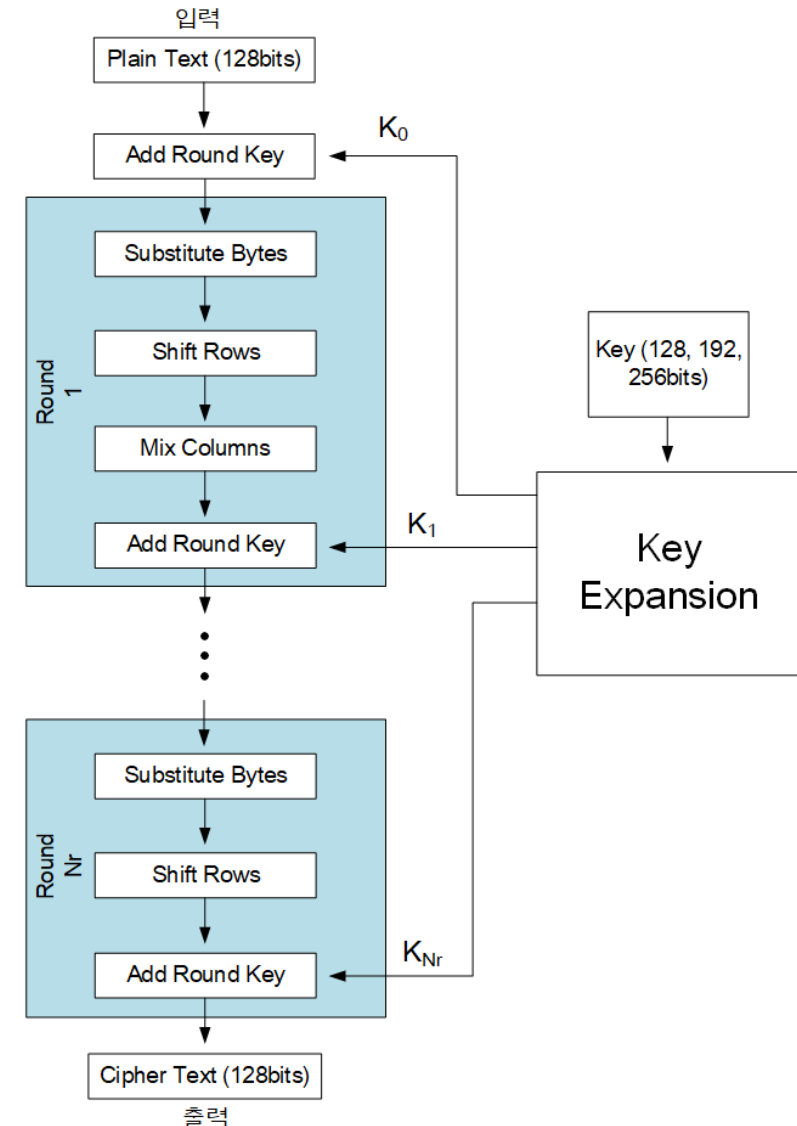 입력
Plain Text (128bits)
K0
Add Round Key
Round
1
Substitute Bytes
Shift Rows
Mix Columns
K1
Add Round Key
Key (128, 192,
256bits)
Key
Expansion
Round
Nr
Substitute Bytes
Shift Rows
KNr
Add Round Key
Cipher Text (128bits)
출력